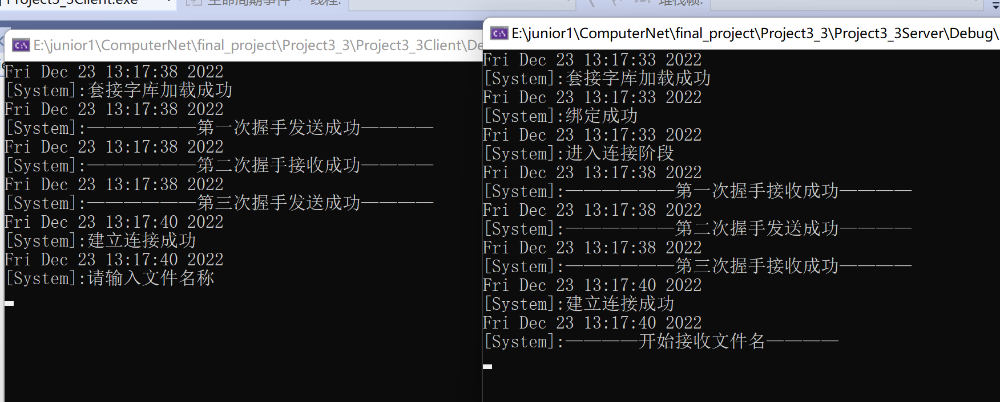 Project3_3Client.exe
生命周期事件
线程:
堆栈帧:
E:\junior1\ComputerNet\final_project\Project3_3\Project3_3Client\De
Fri Dec 23 13:17:38 2022
[System]:套接字库加载成功
Fri Dec 23 13:17:38 2022
[System]:——————第一次握手发送成功————
Fri Dec 23 13:17:38 2022
[System]:——————第二次握手接收成功————
Fri Dec 23 13:17:38 2022
[System]:——————第三次握手发送成功————
Fri Dec 23 13:17:40 2022
[System]:建立连接成功
Fri Dec 23 13:17:40 2022
[System]:请输入文件名称
E:\junior1\ComputerNet\final_project\Project3_3\Project3_3Server\Debug\
Fri Dec 23 13:17:33 2022
[System]:套接字库加载成功
Fri Dec 23 13:17:33 2022
[System]:绑定成功
Fri Dec 23 13:17:33 2022
[System]:进入连接阶段
Fri Dec 23 13:17:38 2022
[System]:——————第一次握手接收成功————
Fri Dec 23 13:17:38 2022
[System]:——————第二次握手发送成功————
Fri Dec 23 13:17:38 2022
[System]:——————第三次握手接收成功————
Fri Dec 23 13:17:40 2022
[System]:建立连接成功
Fri Dec 23 13:17:40 2022
[System]:————开始接收文件名————